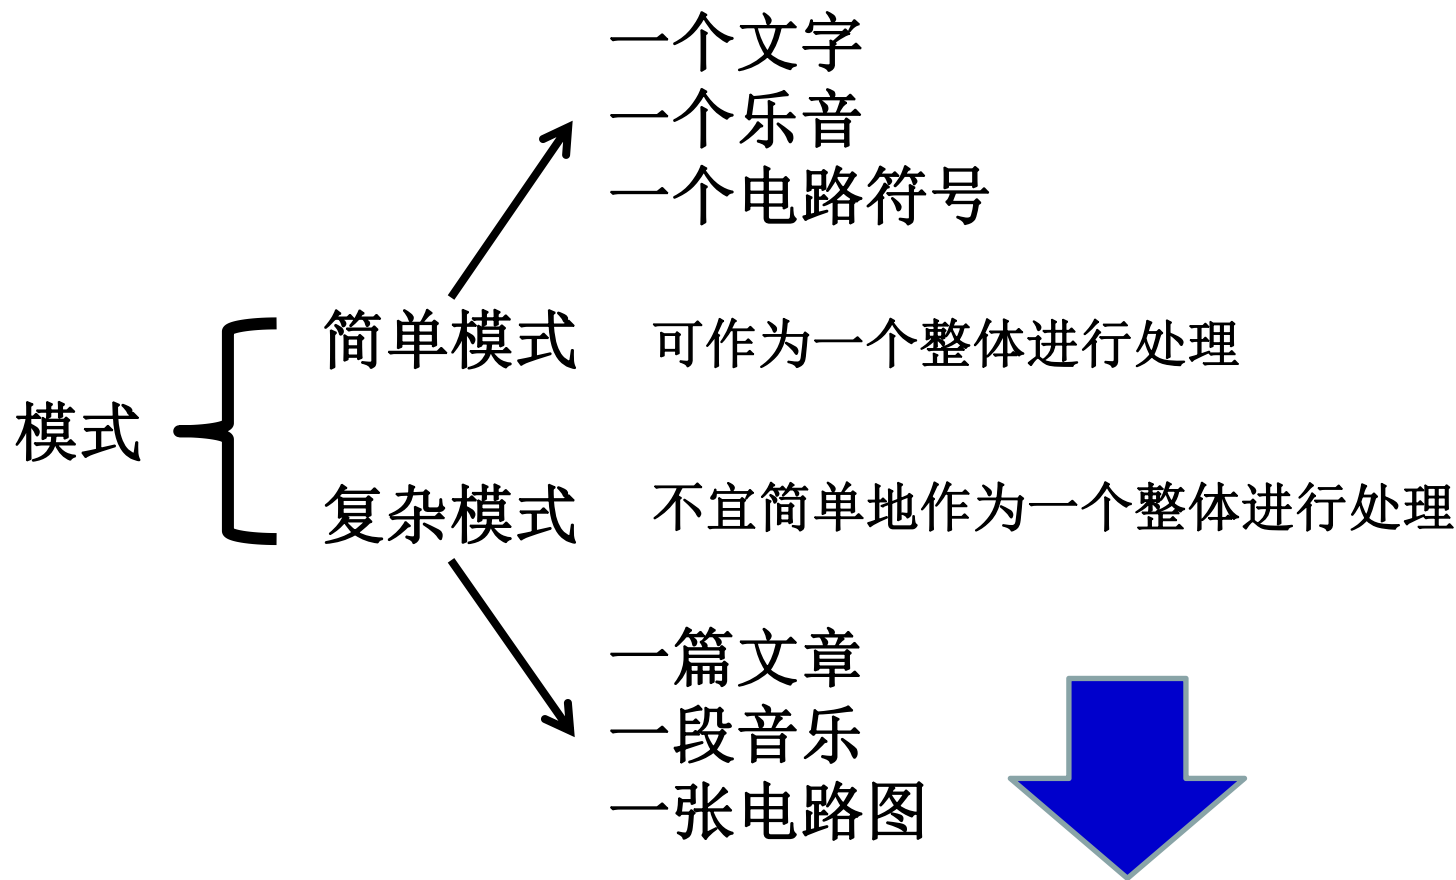 一个文字
一个乐音
一个电路符号
简单模式 可作为一个整体进行处理
模式
复杂模式 不宜简单地作为一个整体进行处理
一篇文章
一段音乐
一张电路图